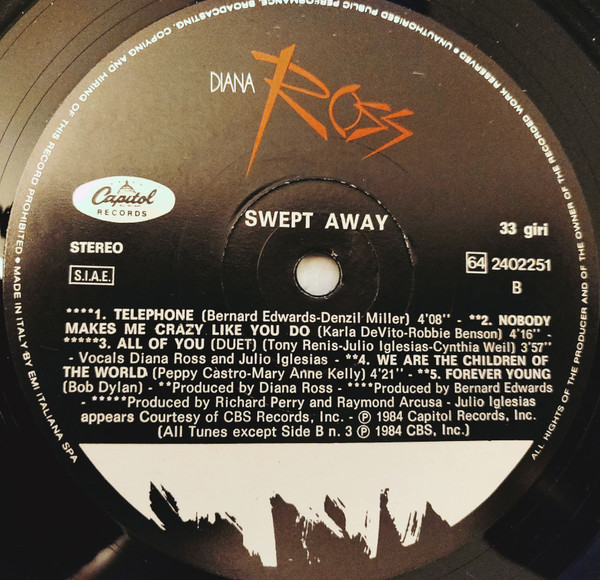 DIANA
ROSS
Capitol
RECORDS
SWEPT AWAY
33 giri
STEREO
S.I.A.E.
64 2402251
B
****1. TELEPHONE (Bernard Edwards-Denzil Miller) 4'08" - **2. NOBODY
MAKES ME CRAZY LIKE YOU DO (Karla DeVito-Robbie Benson) 4'16" -
*****3. ALL OF YOU (DUET) (Tony Renis-Julio Iglesias-Cynthia Weil) 3'57"
- Vocals Diana Ross and Julio Iglesias - **4. WE ARE THE CHILDREN OF
THE WORLD (Peppy Castro-Mary Anne Kelly) 4'21" - **5. FOREVER YOUNG
(Bob Dylan) - **Produced by Diana Ross - ****Produced by Bernard Edwards
- *****Produced by Richard Perry and Raymond Arcusa - Julio Iglesias
appears Courtesy of CBS Records, Inc. - ℗ 1984 Capitol Records, Inc.
(All Tunes except Side B n. 3 ℗ 1984 CBS, Inc.)
ALL RIGHTS OF THE PRODUCER AND OF THE OWNER OF THE RECORDED WORK RESERVED • UNAUTHORISED PUBLIC PERFORMANCE, BROADCASTING, COPYING AND HIRING OF THIS RECORD PROHIBITED • MADE IN ITALY BY EMI ITALIANA SPA